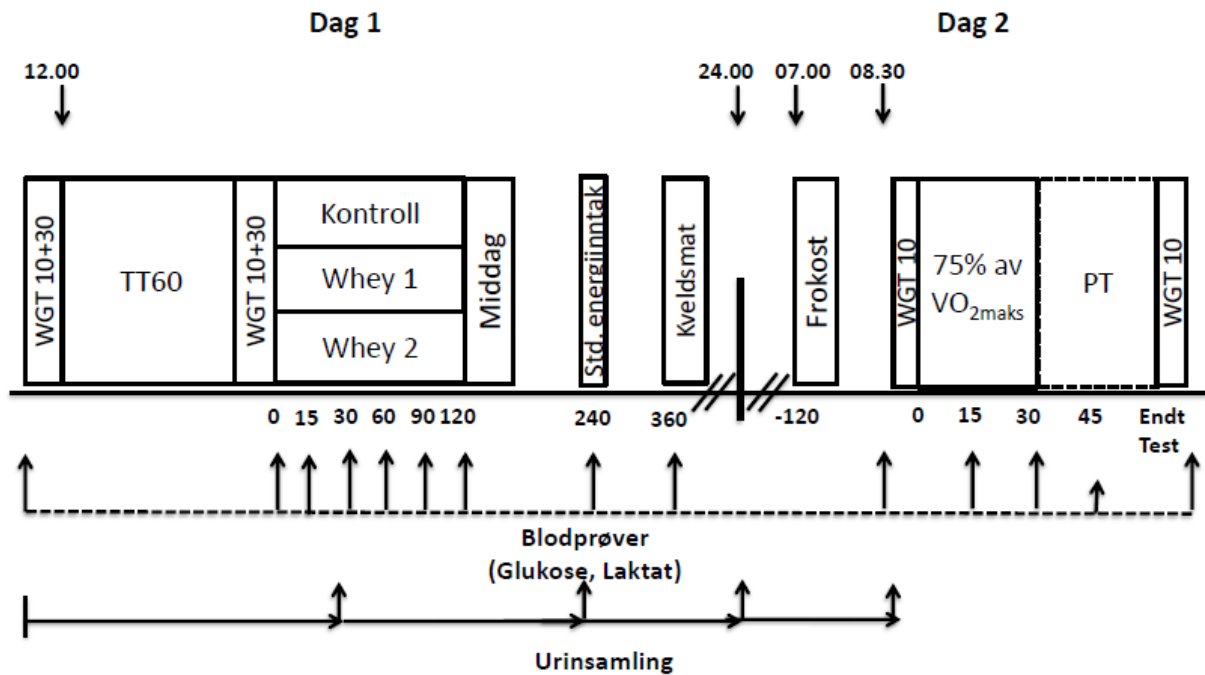 Dag 1
Dag 2
12.00
24.00
07.00
08.30
WGT 10+30
TT60
WGT 10+30
Kontroll
Whey 1
Whey 2
Middag
Std. energiinntak
Kveldsmat
Frokost
WGT 10
75% av
VO2maks
PT
WGT 10
0 15 30 60 90 120 240 360 -120 0 15 30 45 Endt
Test
Blodprøver
(Glukose, Laktat)
Urinsamling